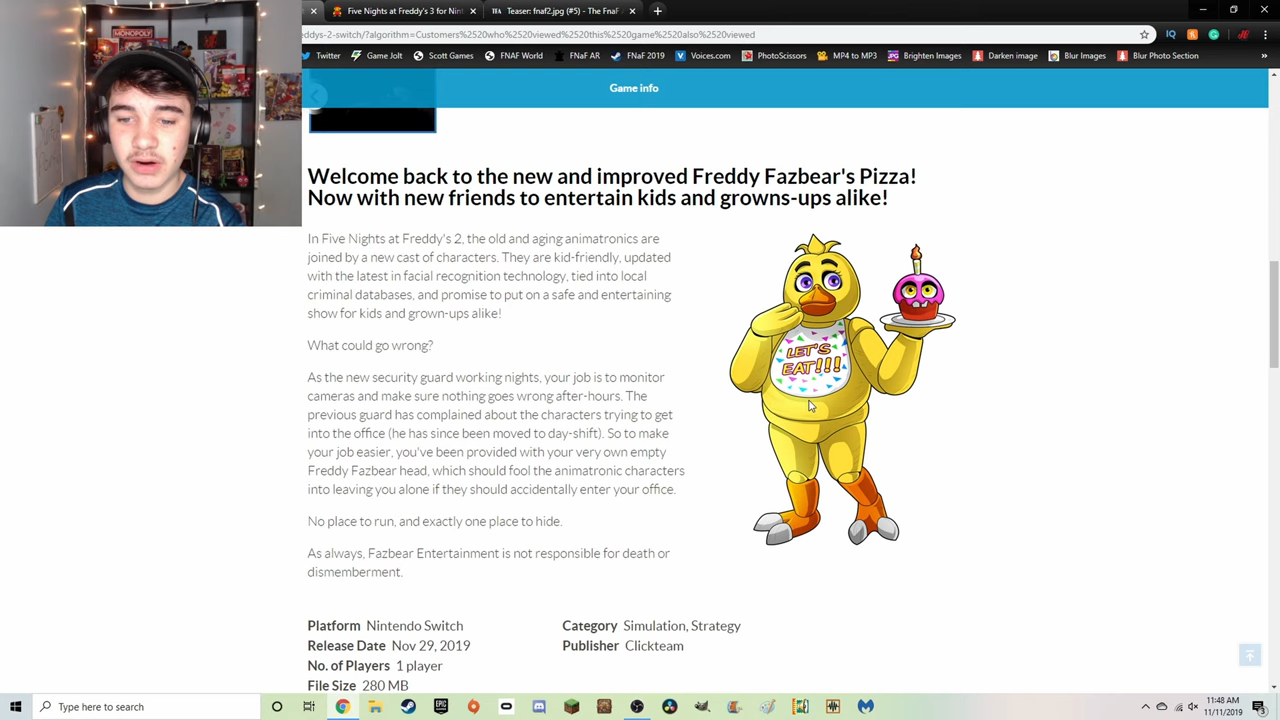 MONOPOLY
Five Nights at Freddy's 3 for Nint
Teaser: fnaf2.jpg (#5) - The FnaF
eddys-2-switch/?algorithm=Customers%2520who%2520viewed%2520this%2520game%2520also%2520viewed
Twitter Game Jolt Scott Games FNAF World FNAF AR FNAF 2019 Voices.com PhotoScissors MP4 to MP3 Brighten Images Darken image Blur Images Blur Photo Section
Game info
Welcome back to the new and improved Freddy Fazbear's Pizza!
Now with new friends to entertain kids and growns-ups alike!
In Five Nights at Freddy's 2, the old and aging animatronics are
joined by a new cast of characters. They are kid-friendly, updated
with the latest in facial recognition technology, tied into local
criminal databases, and promise to put on a safe and entertaining
show for kids and grown-ups alike!
What could go wrong?
As the new security guard working nights, your job is to monitor
cameras and make sure nothing goes wrong after-hours. The
previous guard has complained about the characters trying to get
into the office (he has since been moved to day-shift). So to make
your job easier, you've been provided with your very own empty
Freddy Fazbear head, which should fool the animatronic characters
into leaving you alone if they should accidentally enter your office.
No place to run, and exactly one place to hide.
As always, Fazbear Entertainment is not responsible for death or
dismemberment.
LET'S
EAT!!!
Platform Nintendo Switch
Release Date Nov 29, 2019
No. of Players 1 player
File Size 280 MB
Category Simulation, Strategy
Publisher Clickteam
Type here to search
11:48 AM
11/11/2019